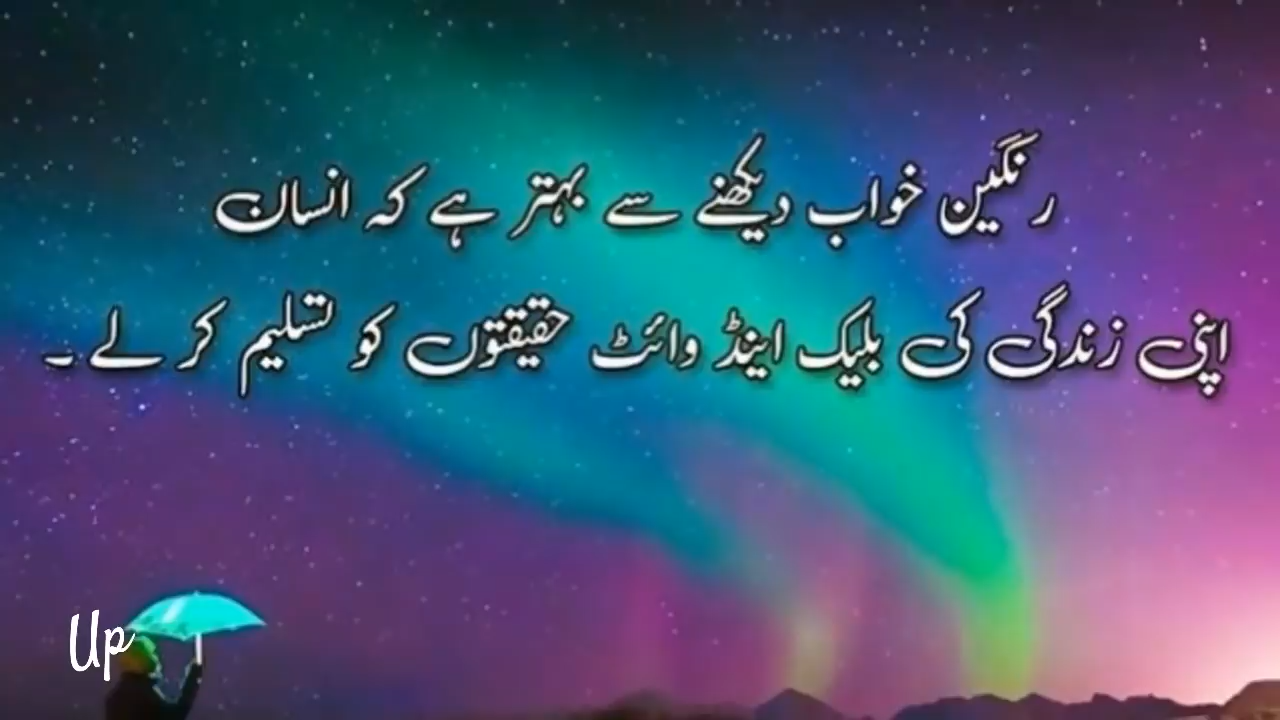 رنگین خواب دیکھنے سے بہتر ہے کہ انسان
اپنی زندگی کی بلیک اینڈ وائٹ حقیقتوں کو تسلیم کر لے ۔
Up